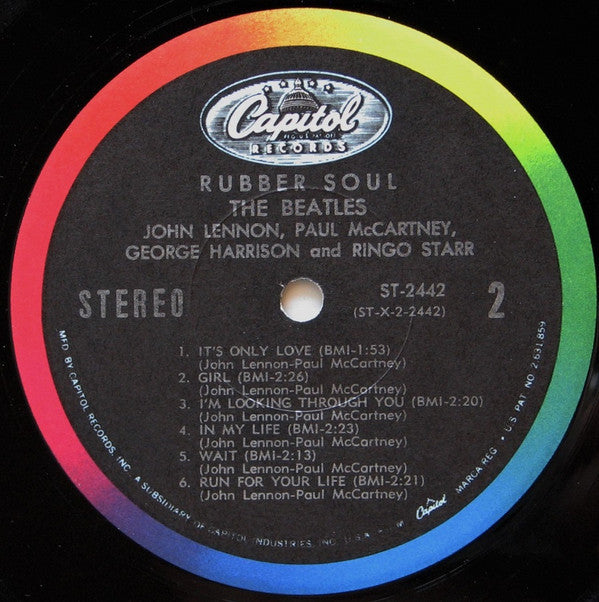 Capitol
RECORDS
RUBBER SOUL
THE BEATLES
JOHN LENNON, PAUL McCARTNEY,
GEORGE HARRISON and RINGO STARR
STEREO
ST-2442
(ST-X-2-2442)
2
1. IT'S ONLY LOVE (BMI-1:53)
(John Lennon-Paul McCartney)
2. GIRL (BMI-2:26)
(John Lennon-Paul McCartney)
3. I'M LOOKING THROUGH YOU (BMI-2:20)
(John Lennon-Paul McCartney)
4. IN MY LIFE (BMI-2:23)
(John Lennon-Paul McCartney)
5. WAIT (BMI-2:13)
(John Lennon-Paul McCartney)
6. RUN FOR YOUR LIFE (BMI-2:21)
(John Lennon-Paul McCartney)
MFD. BY CAPITOL RECORDS, INC. A SUBSIDIARY OF CAPITOL INDUSTRIES, INC. U.S.A. Capitol MARCA REG. • U.S. PAT. NO. 2,631,859